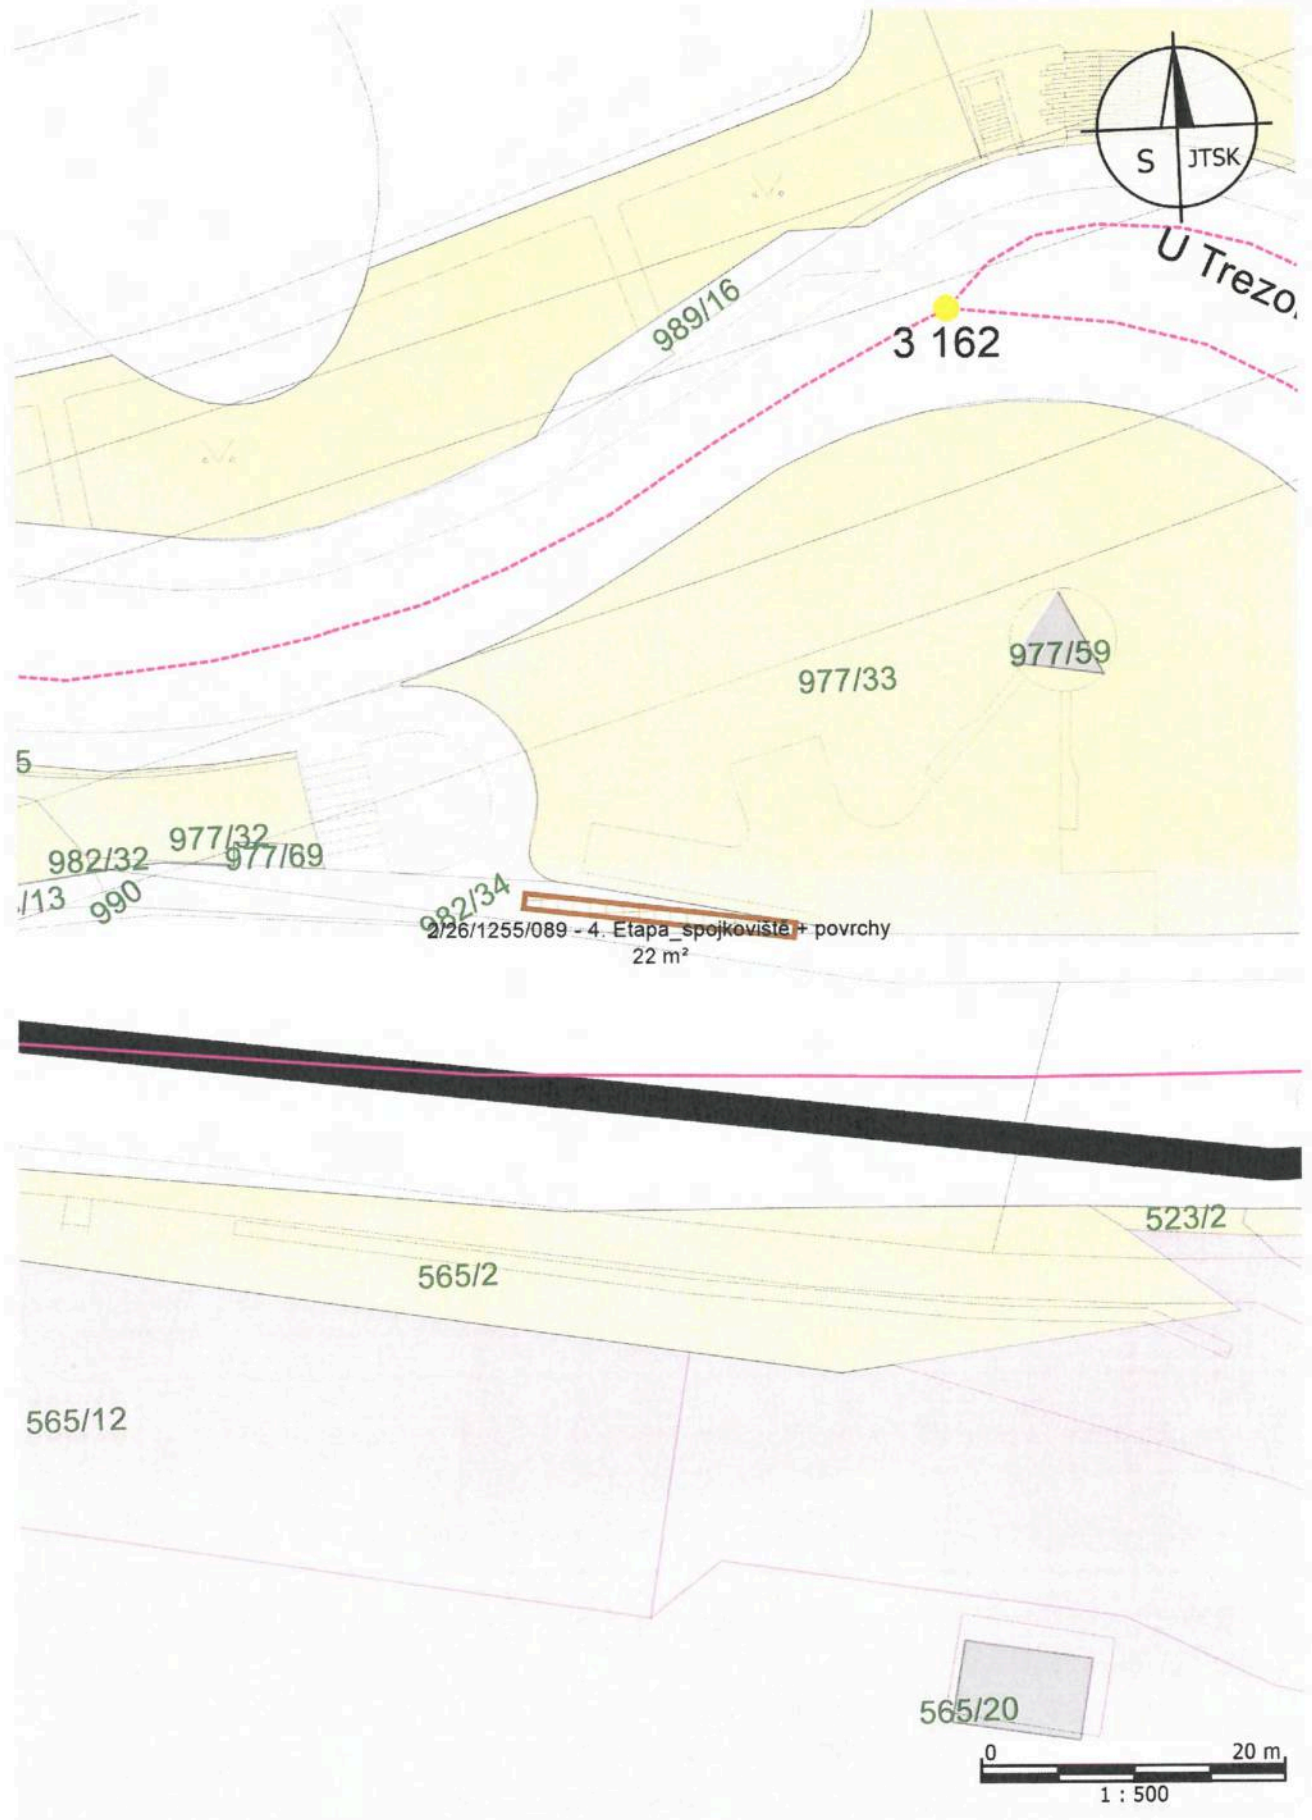 S JTSK
U Trezo
989/16
3 162
977/59
977/33
5
977/32
982/32
977/69
/13
990
982/34
2/26/1255/089 - 4. Etapa_spojkoviště + povrchy
22 m²
523/2
565/2
565/12
565/20
0 20 m
1 : 500